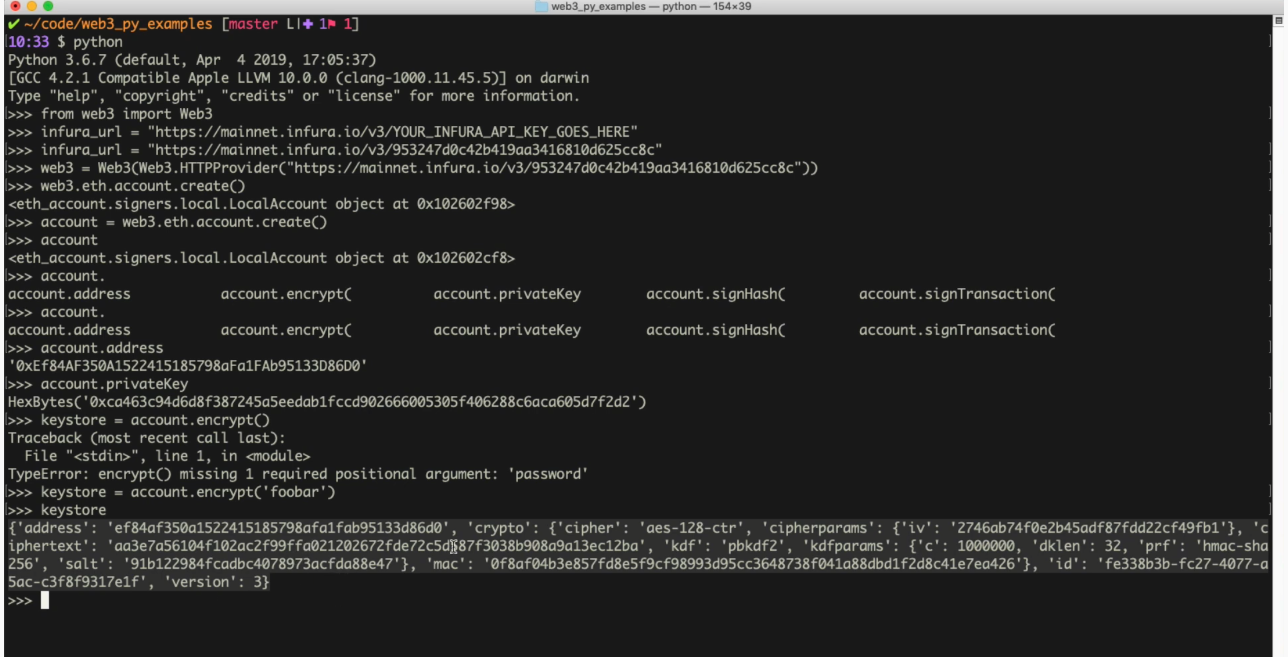 web3_py_examples — python — 154×39
✔ ~/code/web3_py_examples [master L|✚ 1⚑ 1]
10:33 $ python
Python 3.6.7 (default, Apr  4 2019, 17:05:37)
[GCC 4.2.1 Compatible Apple LLVM 10.0.0 (clang-1000.11.45.5)] on darwin
Type "help", "copyright", "credits" or "license" for more information.
>>> from web3 import Web3
>>> infura_url = "https://mainnet.infura.io/v3/YOUR_INFURA_API_KEY_GOES_HERE"
>>> infura_url = "https://mainnet.infura.io/v3/953247d0c42b419aa3416810d625cc8c"
>>> web3 = Web3(Web3.HTTPProvider("https://mainnet.infura.io/v3/953247d0c42b419aa3416810d625cc8c"))
>>> web3.eth.account.create()
<eth_account.signers.local.LocalAccount object at 0x102602f98>
>>> account = web3.eth.account.create()
>>> account
<eth_account.signers.local.LocalAccount object at 0x102602cf8>
>>> account.
account.address account.encrypt( account.privateKey account.signHash( account.signTransaction(
>>> account.
account.address account.encrypt( account.privateKey account.signHash( account.signTransaction(
>>> account.address
'0xEf84AF350A1522415185798aFa1FAb95133D86D0'
>>> account.privateKey
HexBytes('0xca463c94d6d8f387245a5eedab1fccd902666005305f406288c6aca605d7f2d2')
>>> keystore = account.encrypt()
Traceback (most recent call last):
  File "<stdin>", line 1, in <module>
TypeError: encrypt() missing 1 required positional argument: 'password'
>>> keystore = account.encrypt('foobar')
>>> keystore
{'address': 'ef84af350a1522415185798afa1fab95133d86d0', 'crypto': {'cipher': 'aes-128-ctr', 'cipherparams': {'iv': '2746ab74f0e2b45adf87fdd22cf49fb1'}, 'c
iphertext': 'aa3e7a56104f102ac2f99ffa021202672fde72c5df87f3038b908a9a13ec12ba', 'kdf': 'pbkdf2', 'kdfparams': {'c': 1000000, 'dklen': 32, 'prf': 'hmac-sha
256', 'salt': '91b122984fcadbc4078973acfda88e47'}, 'mac': '0f8af04b3e857fd8e5f9cf98993d95cc3648738f041a88dbd1f2d8c41e7ea426'}, 'id': 'fe338b3b-fc27-4077-a
5ac-c3f8f9317e1f', 'version': 3}
>>>